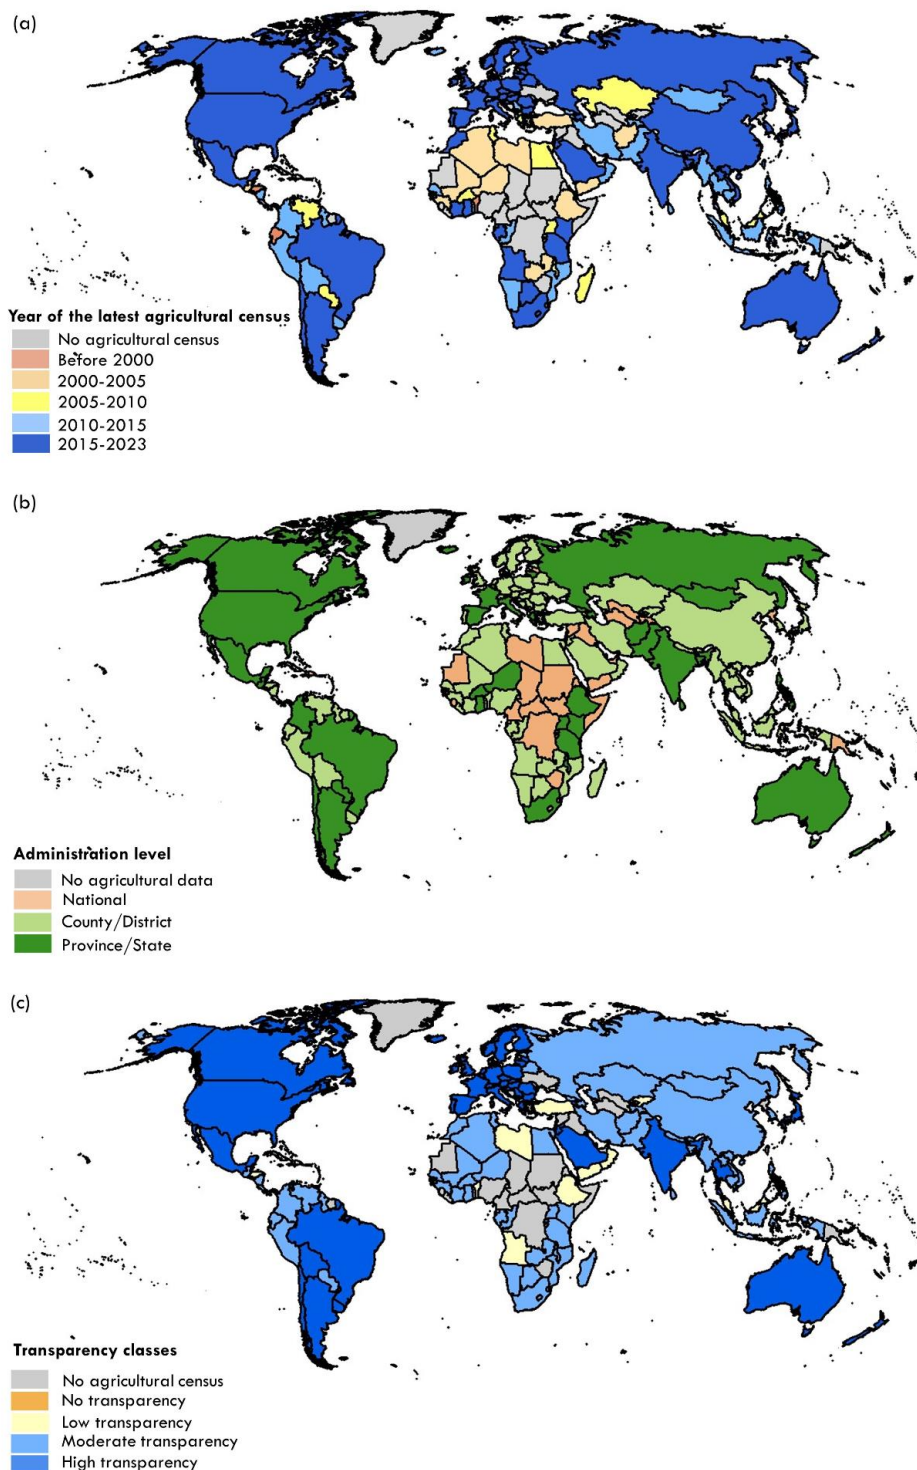 (a)
Year of the latest agricultural census
No agricultural census
Before 2000
2000-2005
2005-2010
2010-2015
2015-2023
(b)
Administration level
No agricultural data
National
County/District
Province/State
(c)
Transparency classes
No agricultural census
No transparency
Low transparency
Moderate transparency
High transparency